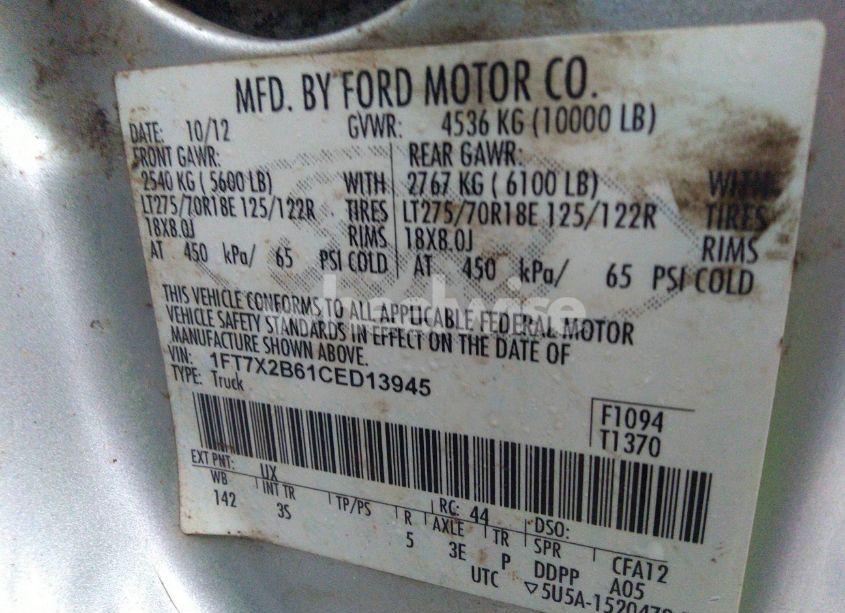 MFD. BY FORD MOTOR CO.
DATE: 10/12 GVWR: 4536 KG (10000 LB)
FRONT GAWR: REAR GAWR:
2540 KG ( 5600 LB) WITH 2767 KG ( 6100 LB) WITH
LT275/70R18E 125/122R TIRES LT275/70R18E 125/122R TIRES
18X8.0J RIMS 18X8.0J RIMS
AT 450 kPa/ 65 PSI COLD AT 450 kPa/ 65 PSI COLD
THIS VEHICLE CONFORMS TO ALL APPLICABLE FEDERAL MOTOR
VEHICLE SAFETY STANDARDS IN EFFECT ON THE DATE OF
MANUFACTURE SHOWN ABOVE.
VIN: 1FT7X2B61CED13945
TYPE: Truck
F1094
T1370
EXT PNT: UX RC: 44 DSO:
WB INT TR TP/PS R AXLE TR SPR CFA12
142 3S 5 3E P DDPP A05
UTC ▽5U5A-1520472